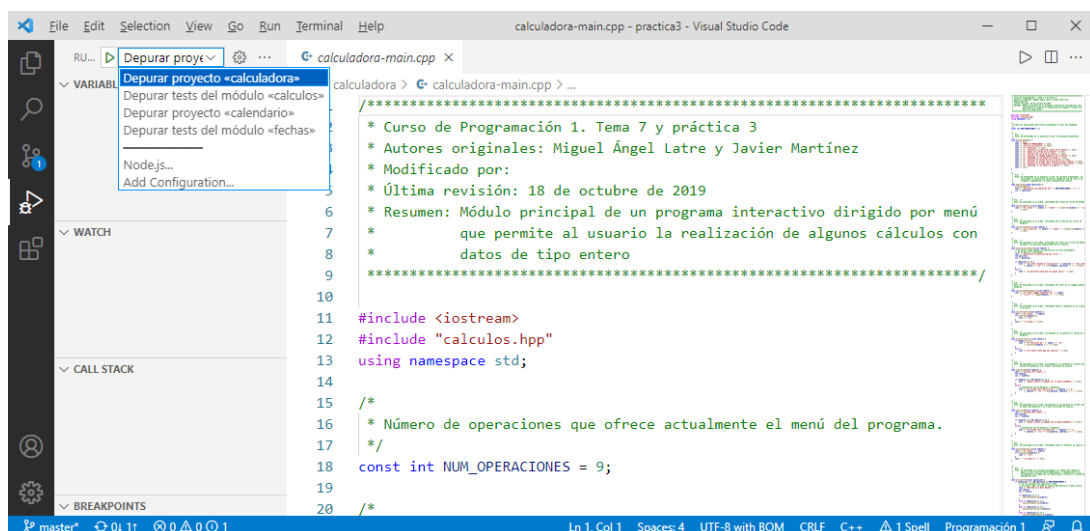 File Edit Selection View Go Run Terminal Help calculadora-main.cpp - practica3 - Visual Studio Code
RU... Depurar proye
Depurar proyecto «calculadora»
Depurar tests del módulo «calculos»
Depurar proyecto «calendario»
Depurar tests del módulo «fechas»
Node.js...
Add Configuration...
VARIABL
WATCH
CALL STACK
BREAKPOINTS
1
calculadora-main.cpp
calculadora > calculadora-main.cpp > ...
/*************************************************************************
* Curso de Programación 1. Tema 7 y práctica 3
* Autores originales: Miguel Ángel Latre y Javier Martínez
* Modificado por:
5 * Última revisión: 18 de octubre de 2019
6 * Resumen: Módulo principal de un programa interactivo dirigido por menú
7 * que permite al usuario la realización de algunos cálculos con
8 * datos de tipo entero
9 *************************************************************************/
10
11 #include <iostream>
12 #include "calculos.hpp"
13 using namespace std;
14
15 /*
16 * Número de operaciones que ofrece actualmente el menú del programa.
17 */
18 const int NUM_OPERACIONES = 9;
19
20 /*
master* 0↓ 1↑ 0 0 1 Ln 1, Col 1 Spaces: 4 UTF-8 with BOM CRLF C++ 1 Spell Programación 1